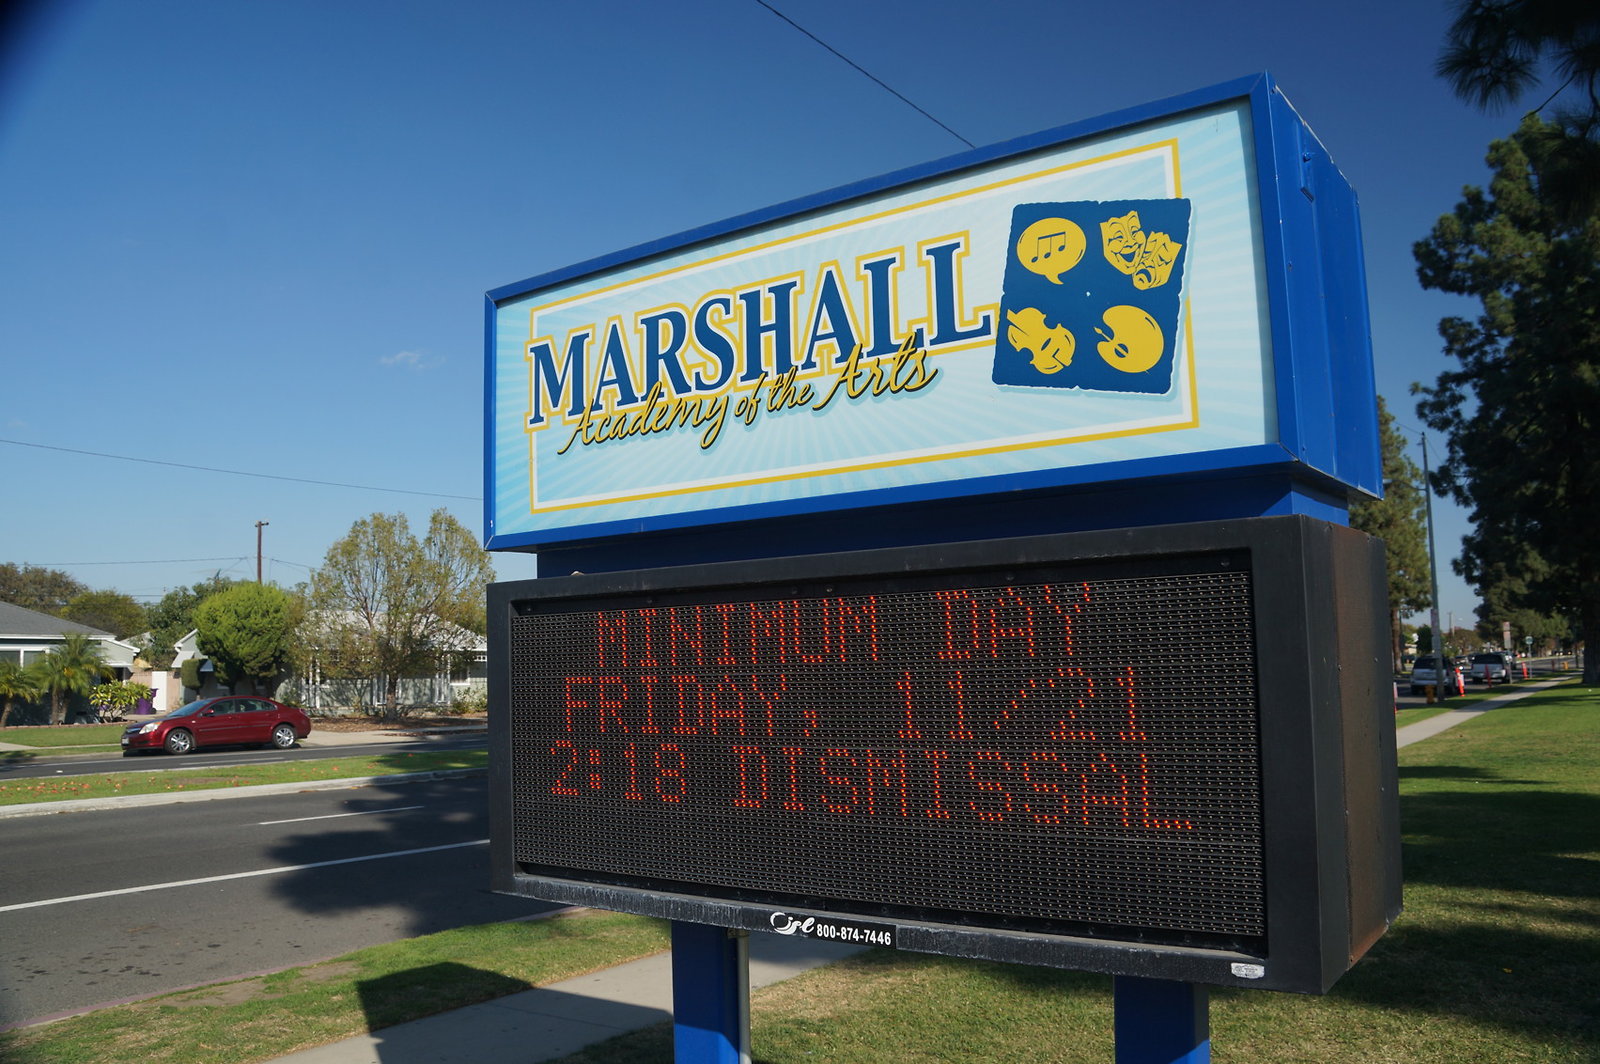 MARSHALL
Academy of the Arts
MINIMUM DAY
FRIDAY, 11/21
2:18 DISMISSAL
800-874-7446